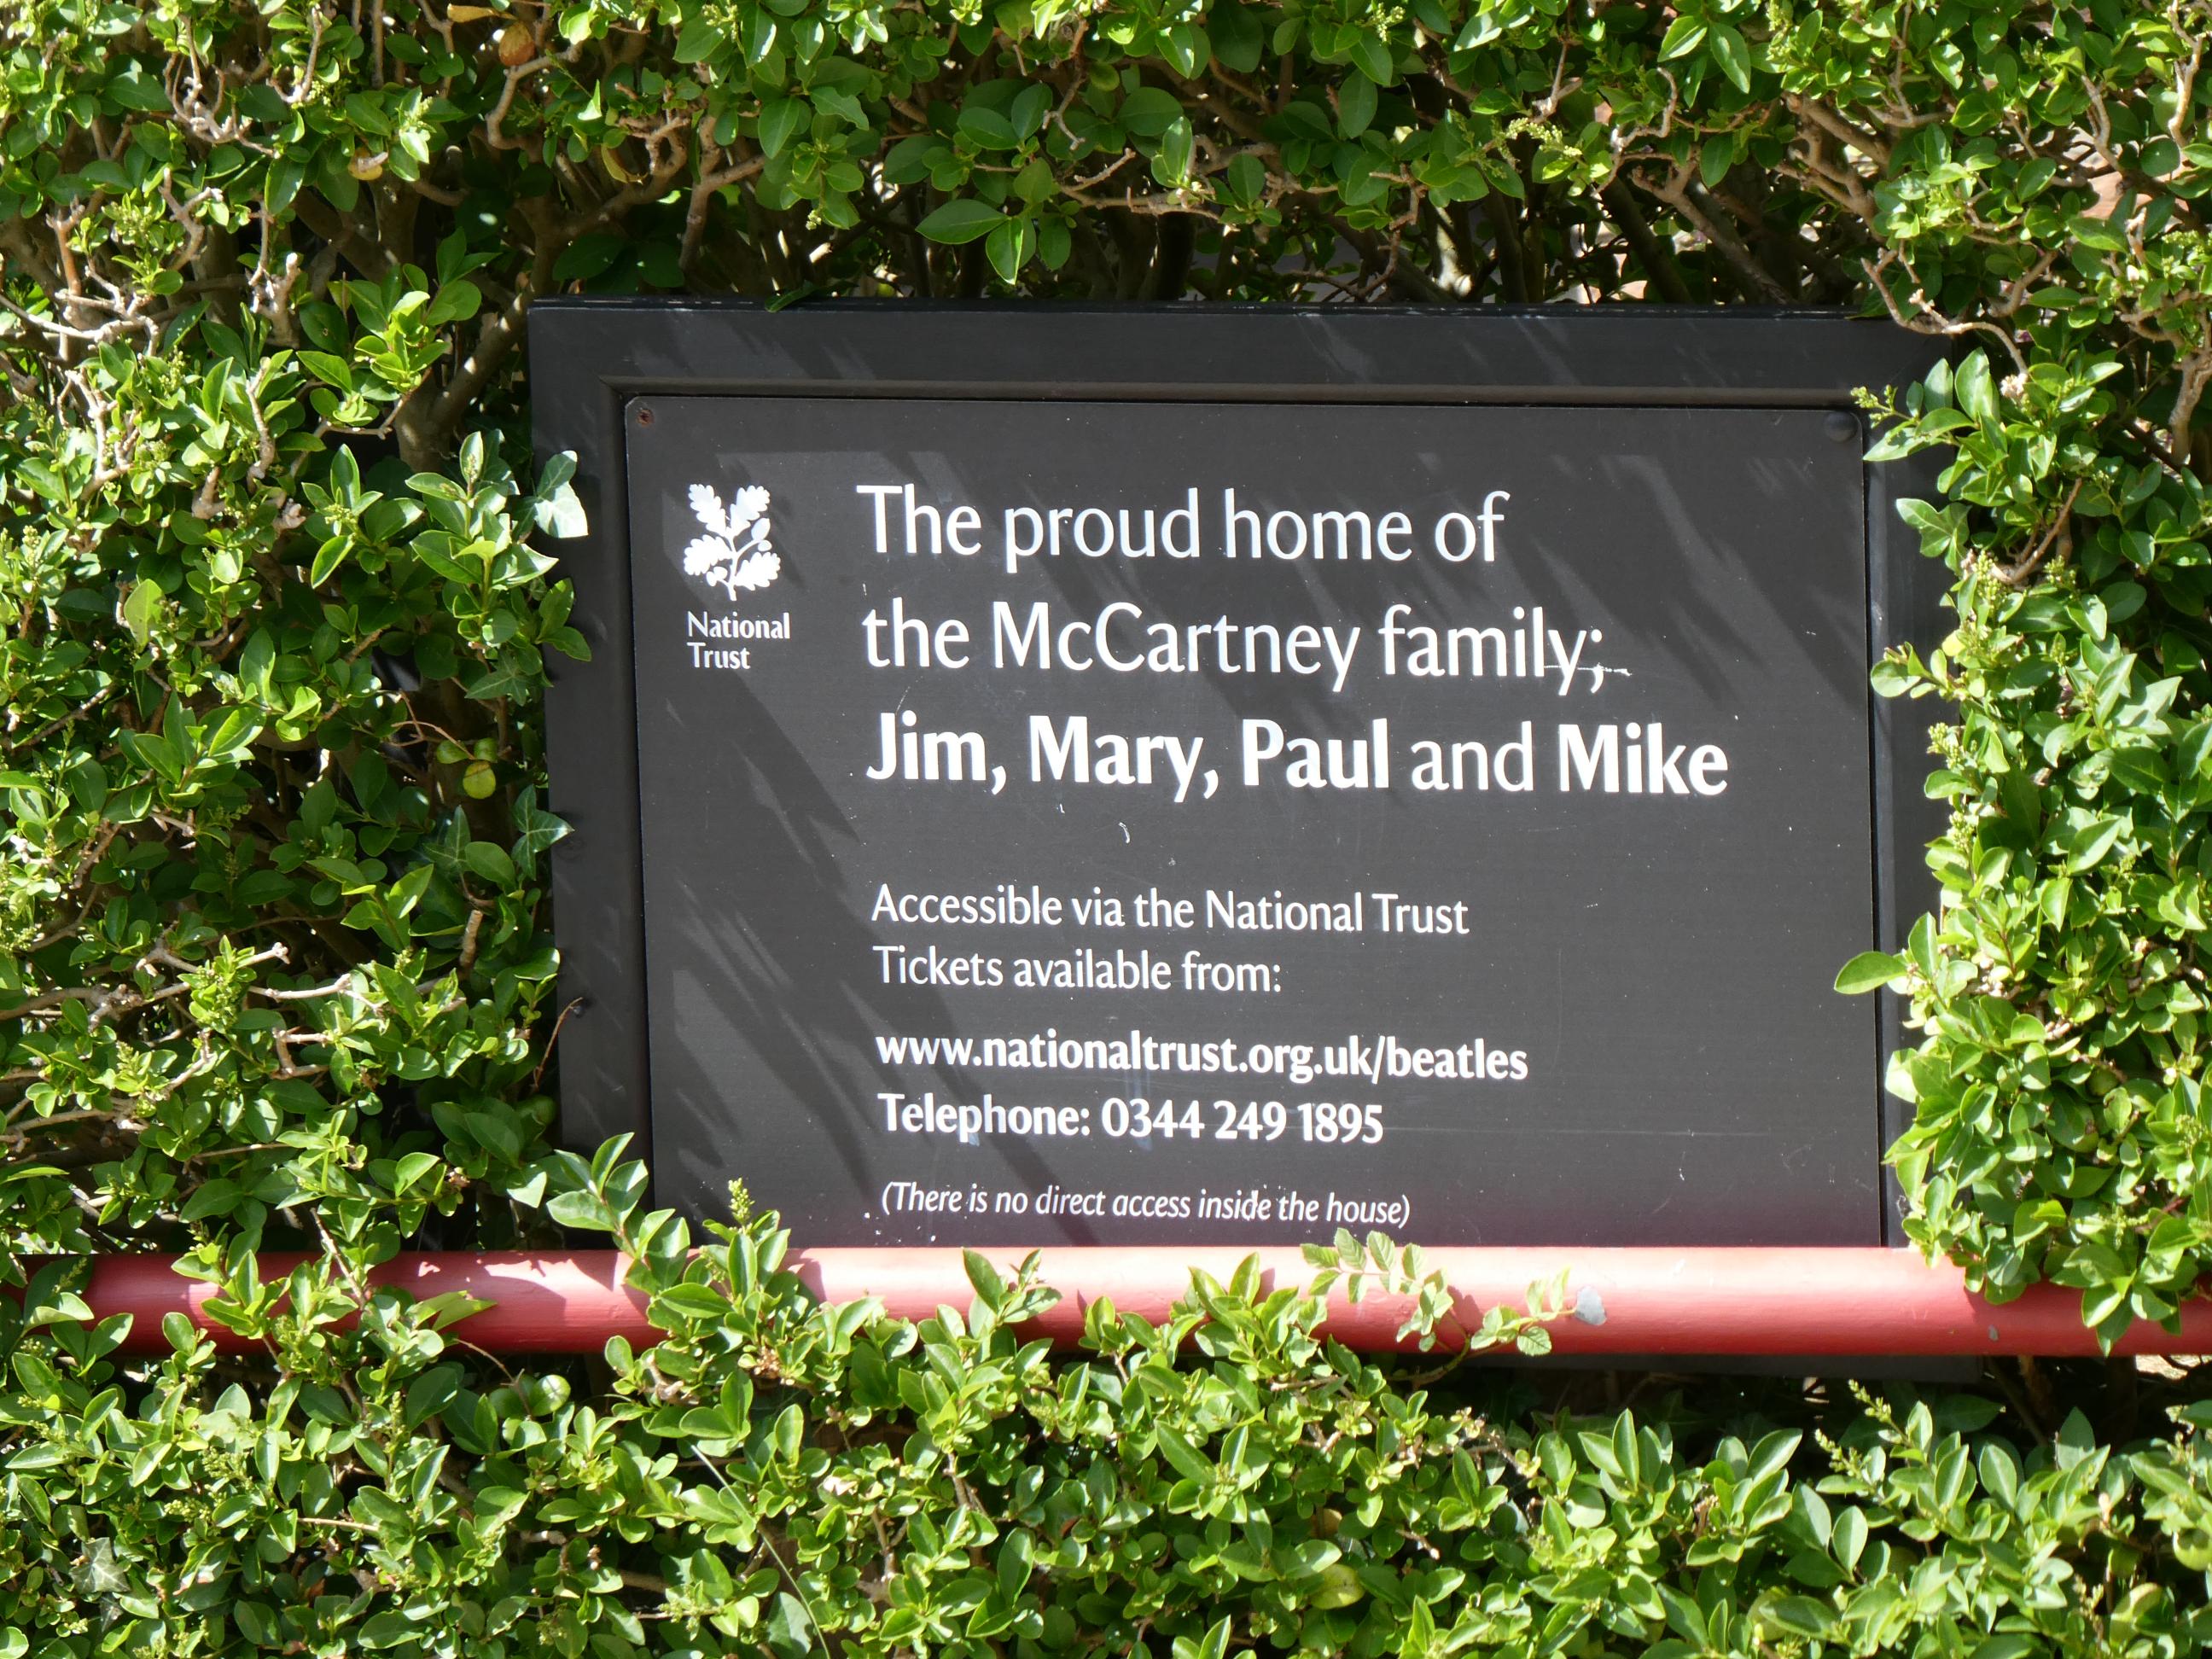 National
Trust
The proud home of
the McCartney family;
Jim, Mary, Paul and Mike
Accessible via the National Trust
Tickets available from:
www.nationaltrust.org.uk/beatles
Telephone: 0344 249 1895
(There is no direct access inside the house)